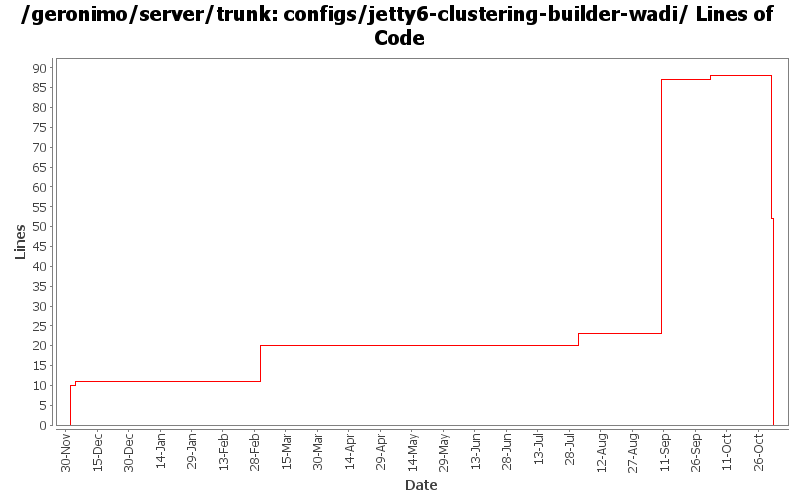 /geronimo/server/trunk: configs/jetty6-clustering-builder-wadi/ Lines of
Code
90
85
80
75
70
65
60
55
50
45
40
35
30
25
20
15
10
5
0
Lines
30-Nov
15-Dec
30-Dec
14-Jan
29-Jan
13-Feb
28-Feb
15-Mar
30-Mar
14-Apr
29-Apr
14-May
29-May
13-Jun
28-Jun
13-Jul
28-Jul
12-Aug
27-Aug
11-Sep
26-Sep
11-Oct
26-Oct
Date